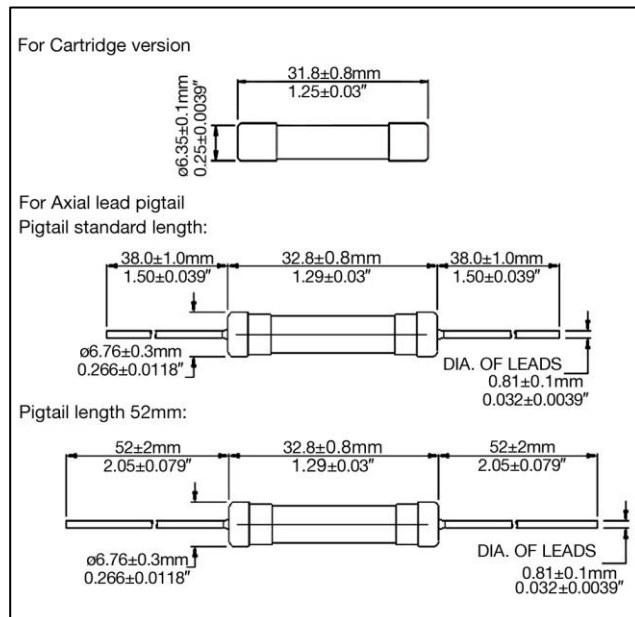 For Cartridge version
31.8±0.8mm
1.25±0.03″
ø6.35±0.1mm
0.25±0.0039″
For Axial lead pigtail
Pigtail standard length:
38.0±1.0mm 32.8±0.8mm 38.0±1.0mm
1.50±0.039″ 1.29±0.03″ 1.50±0.039″
ø6.76±0.3mm
0.266±0.0118″
DIA. OF LEADS
0.81±0.1mm
0.032±0.0039″
Pigtail length 52mm:
52±2mm 32.8±0.8mm 52±2mm
2.05±0.079″ 1.29±0.03″ 2.05±0.079″
ø6.76±0.3mm
0.266±0.0118″
DIA. OF LEADS
0.81±0.1mm
0.032±0.0039″